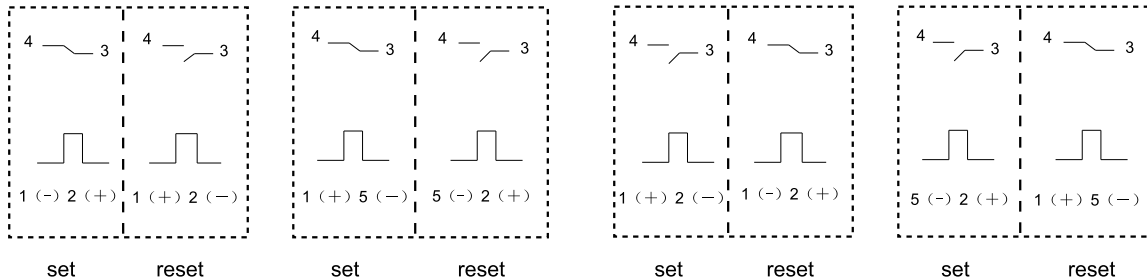 4 3 4 3 4 3 4 3 4 3 4 3 4 3 4 3
1 (-) 2 (+) 1 (+) 2 (—) 1 (+) 5 (—) 5 (-) 2 (+) 1 (+) 2 (—) 1 (-) 2 (+) 5 (-) 2 (+) 1 (+) 5 (—)
set reset set reset set reset set reset